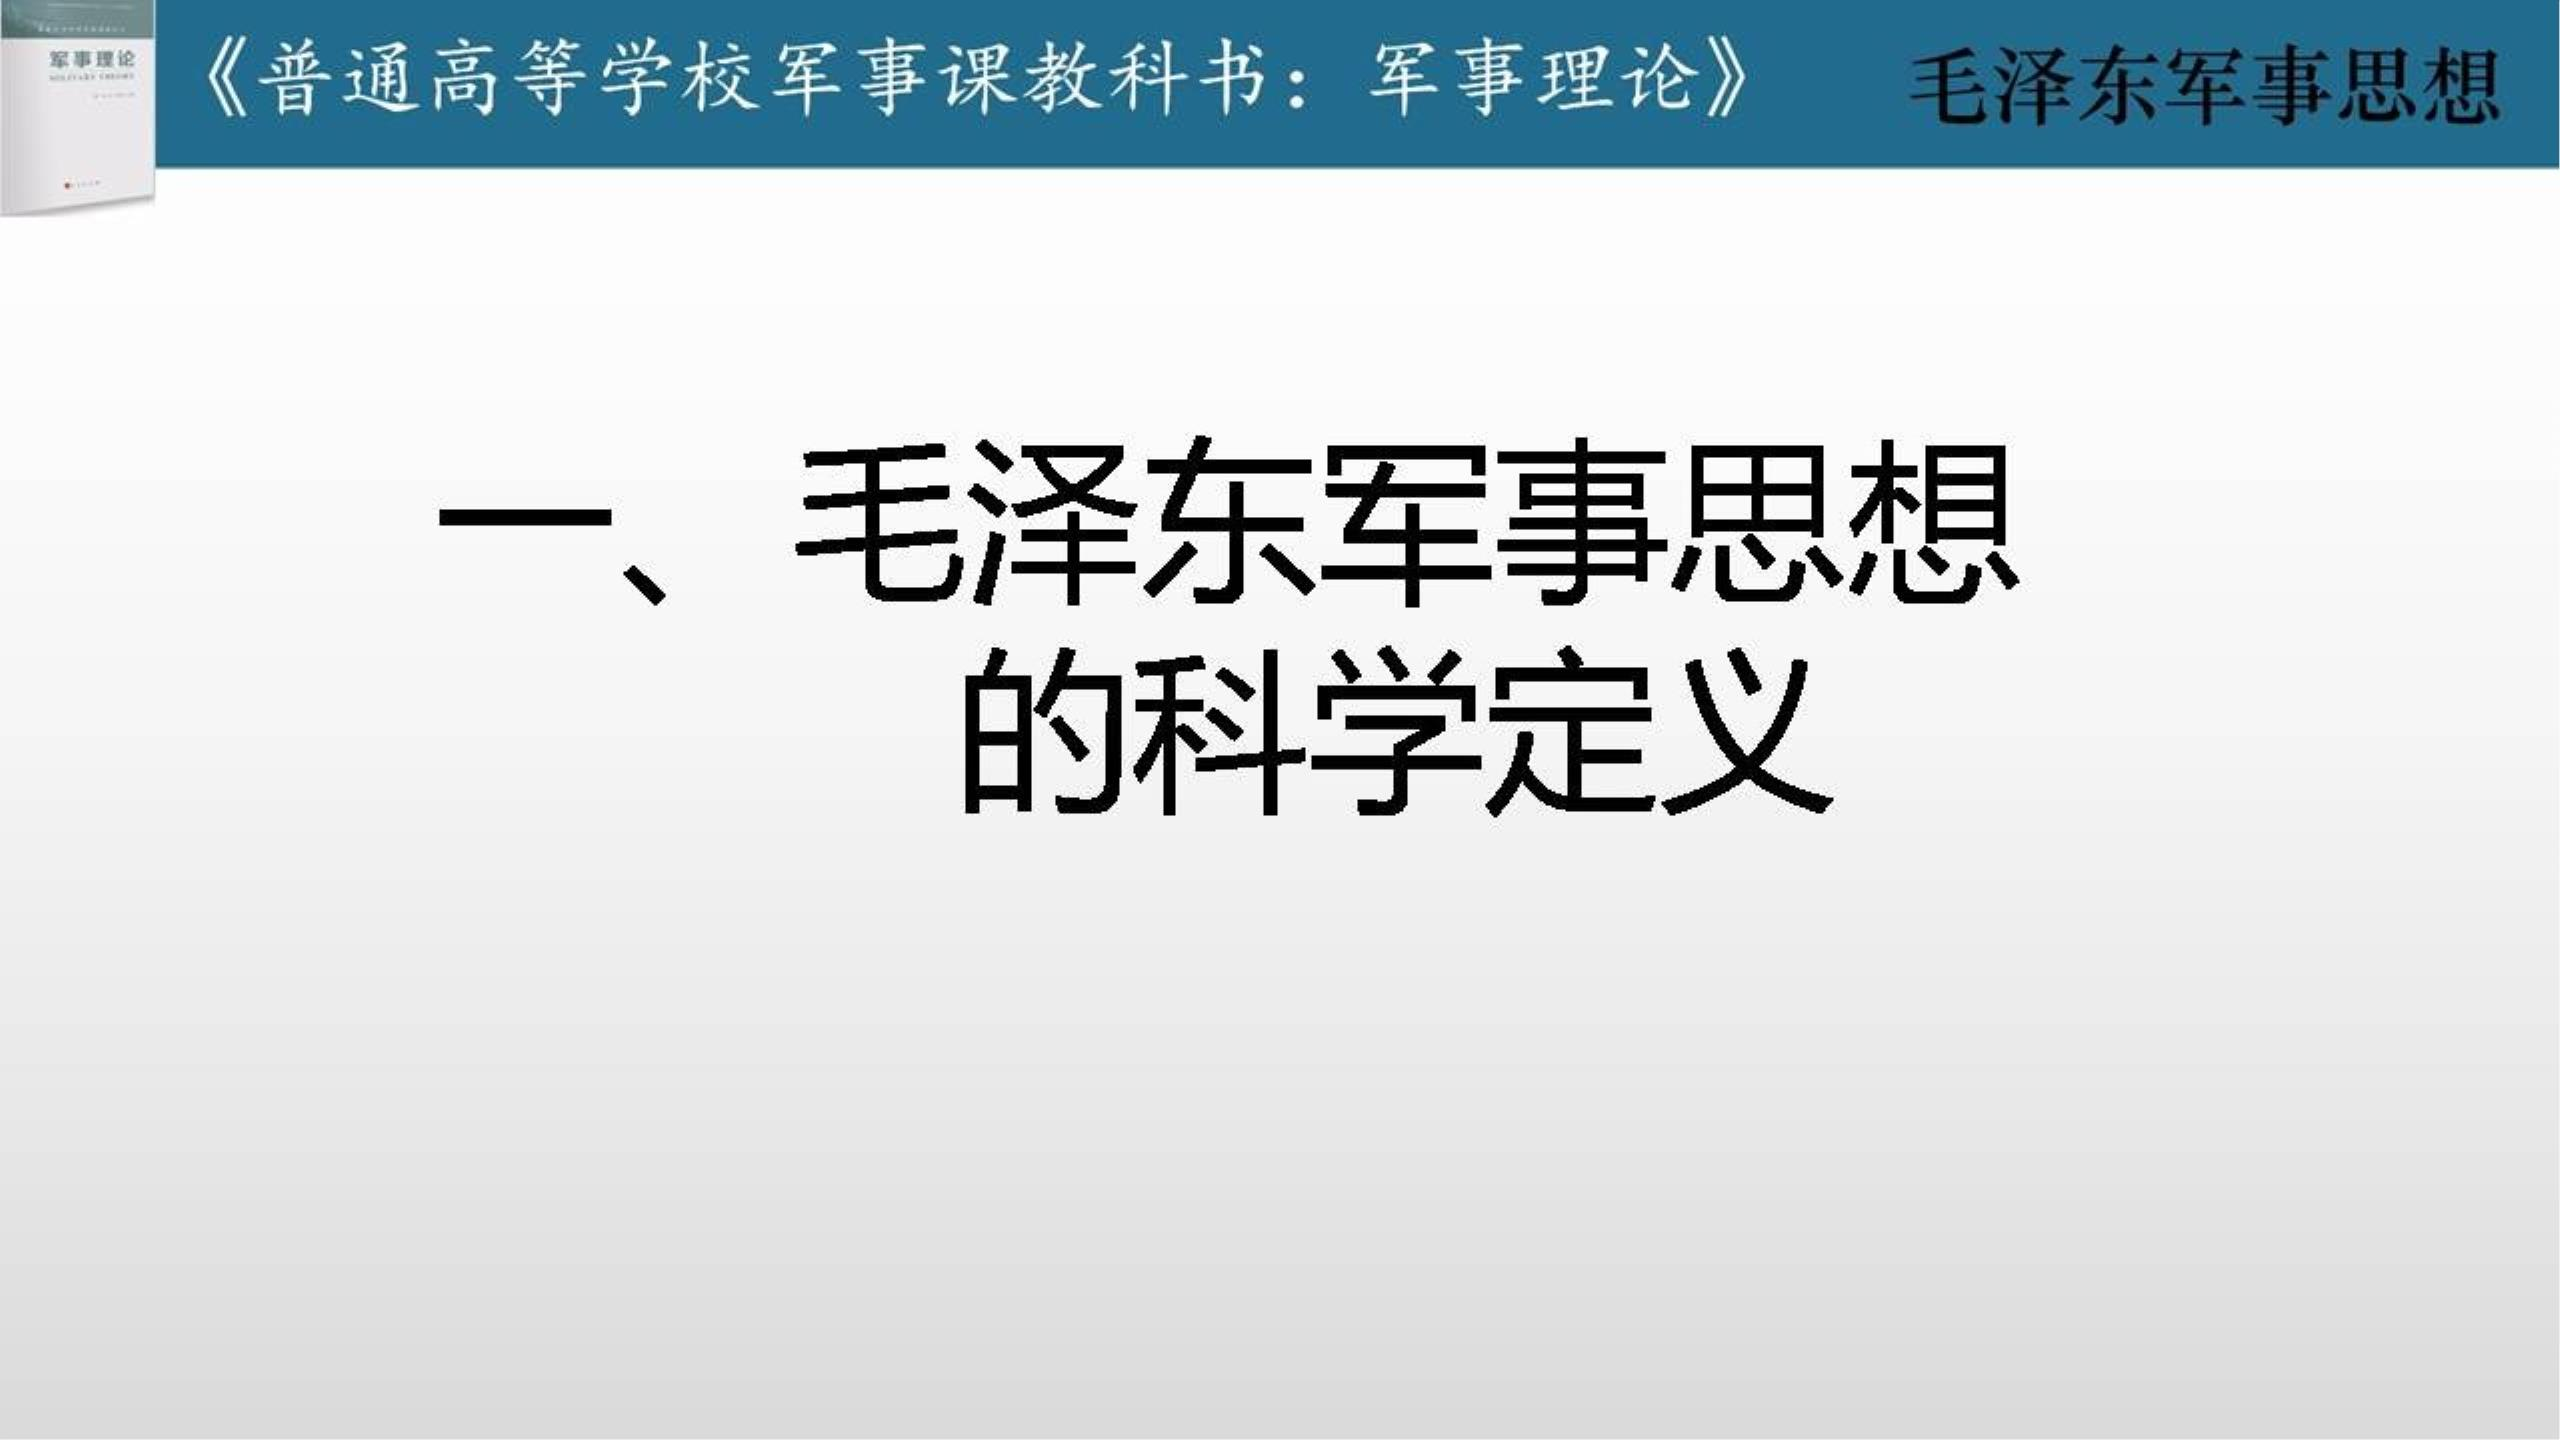 军事理论
MILITARY THEORY
《普通高等学校军事课教科书：军事理论》
毛泽东军事思想
一、毛泽东军事思想
的科学定义